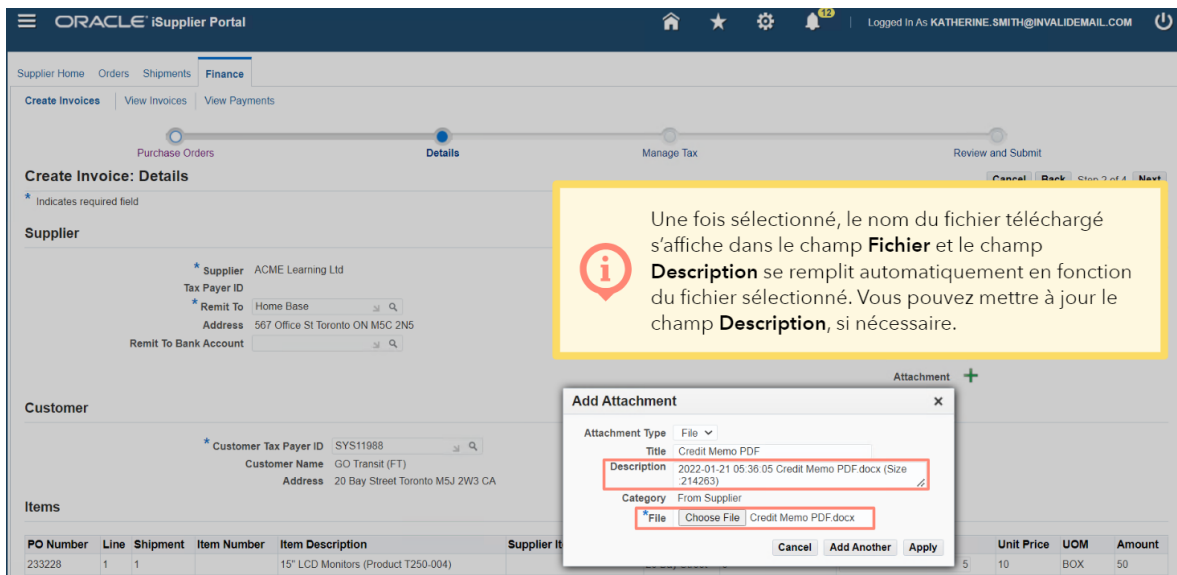 ORACLE iSupplier Portal
12
Logged In As KATHERINE.SMITH@INVALIDEMAIL.COM
Supplier Home Orders Shipments Finance
Create Invoices View Invoices View Payments
Purchase Orders Details Manage Tax Review and Submit
Create Invoice: Details
Cancel Back Step 2 of 4 Next
* Indicates required field
Supplier
* Supplier ACME Learning Ltd
Tax Payer ID
* Remit To Home Base
Address 567 Office St Toronto ON M5C 2N5
Remit To Bank Account
Une fois sélectionné, le nom du fichier téléchargé
s’affiche dans le champ Fichier et le champ
Description se remplit automatiquement en fonction
du fichier sélectionné. Vous pouvez mettre à jour le
champ Description, si nécessaire.
Attachment
Customer
* Customer Tax Payer ID SYS11988
Customer Name GO Transit (FT)
Address 20 Bay Street Toronto M5J 2W3 CA
Add Attachment
Attachment Type File
Title Credit Memo PDF
Description 2022-01-21 05:36:05 Credit Memo PDF.docx (Size
:214263)
Category From Supplier
*File Choose File Credit Memo PDF.docx
Cancel Add Another Apply
Items
PO Number Line Shipment Item Number Item Description Supplier It Unit Price UOM Amount
233228 1 1 15" LCD Monitors (Product T250-004) 5 10 BOX 50